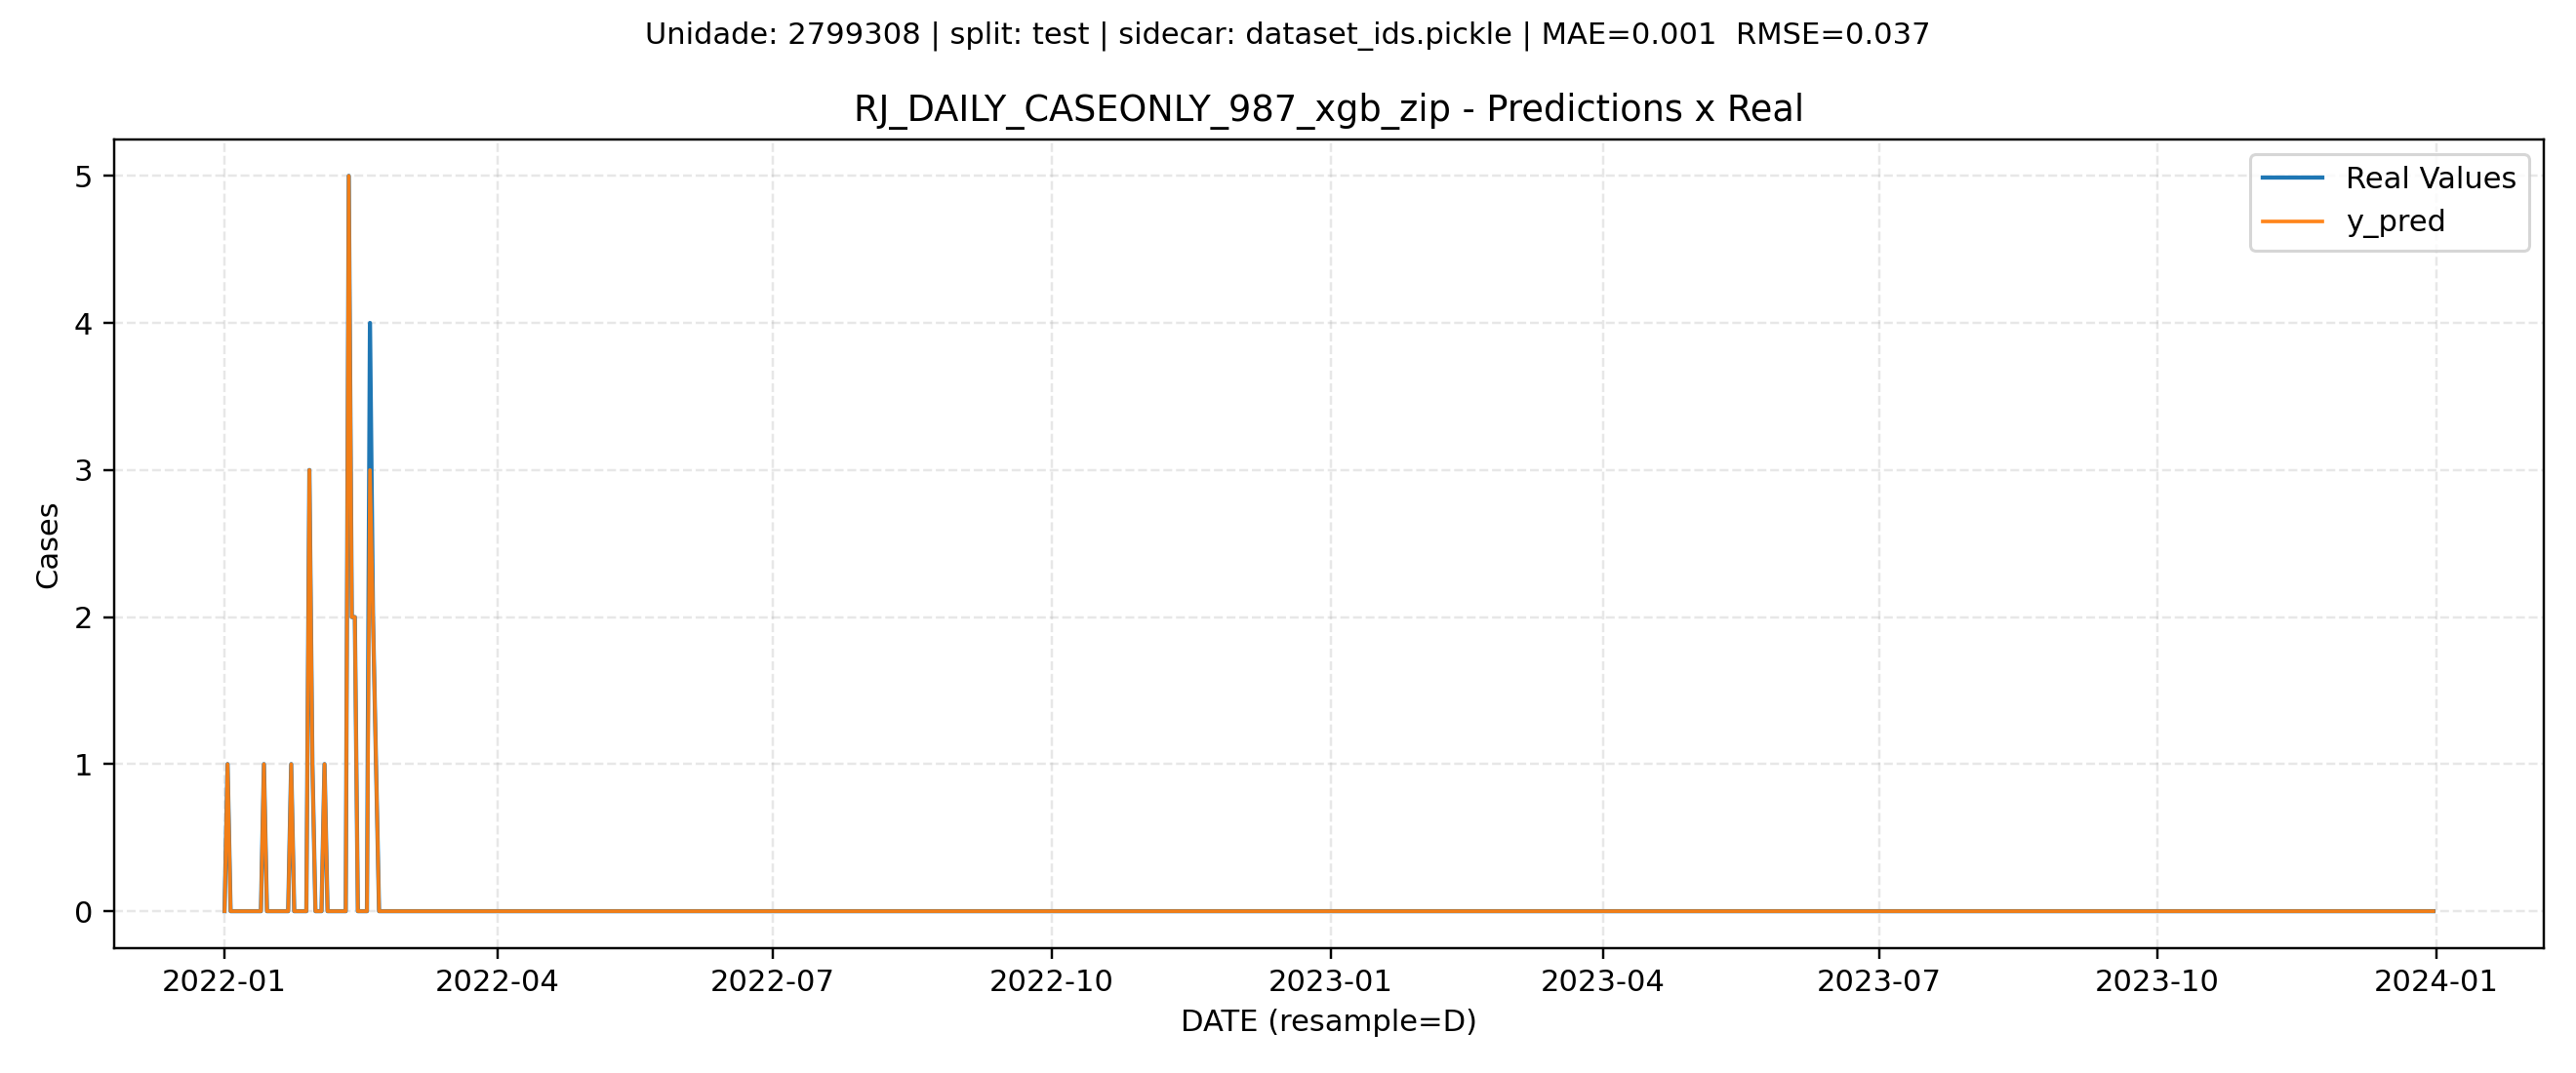 Unidade: 2799308 | split: test | sidecar: dataset_ids.pickle | MAE=0.001  RMSE=0.037
RJ_DAILY_CASEONLY_987_xgb_zip - Predictions x Real
Real Values
y_pred
5
4
3
2
1
0
Cases
2022-01 2022-04 2022-07 2022-10 2023-01 2023-04 2023-07 2023-10 2024-01
DATE (resample=D)